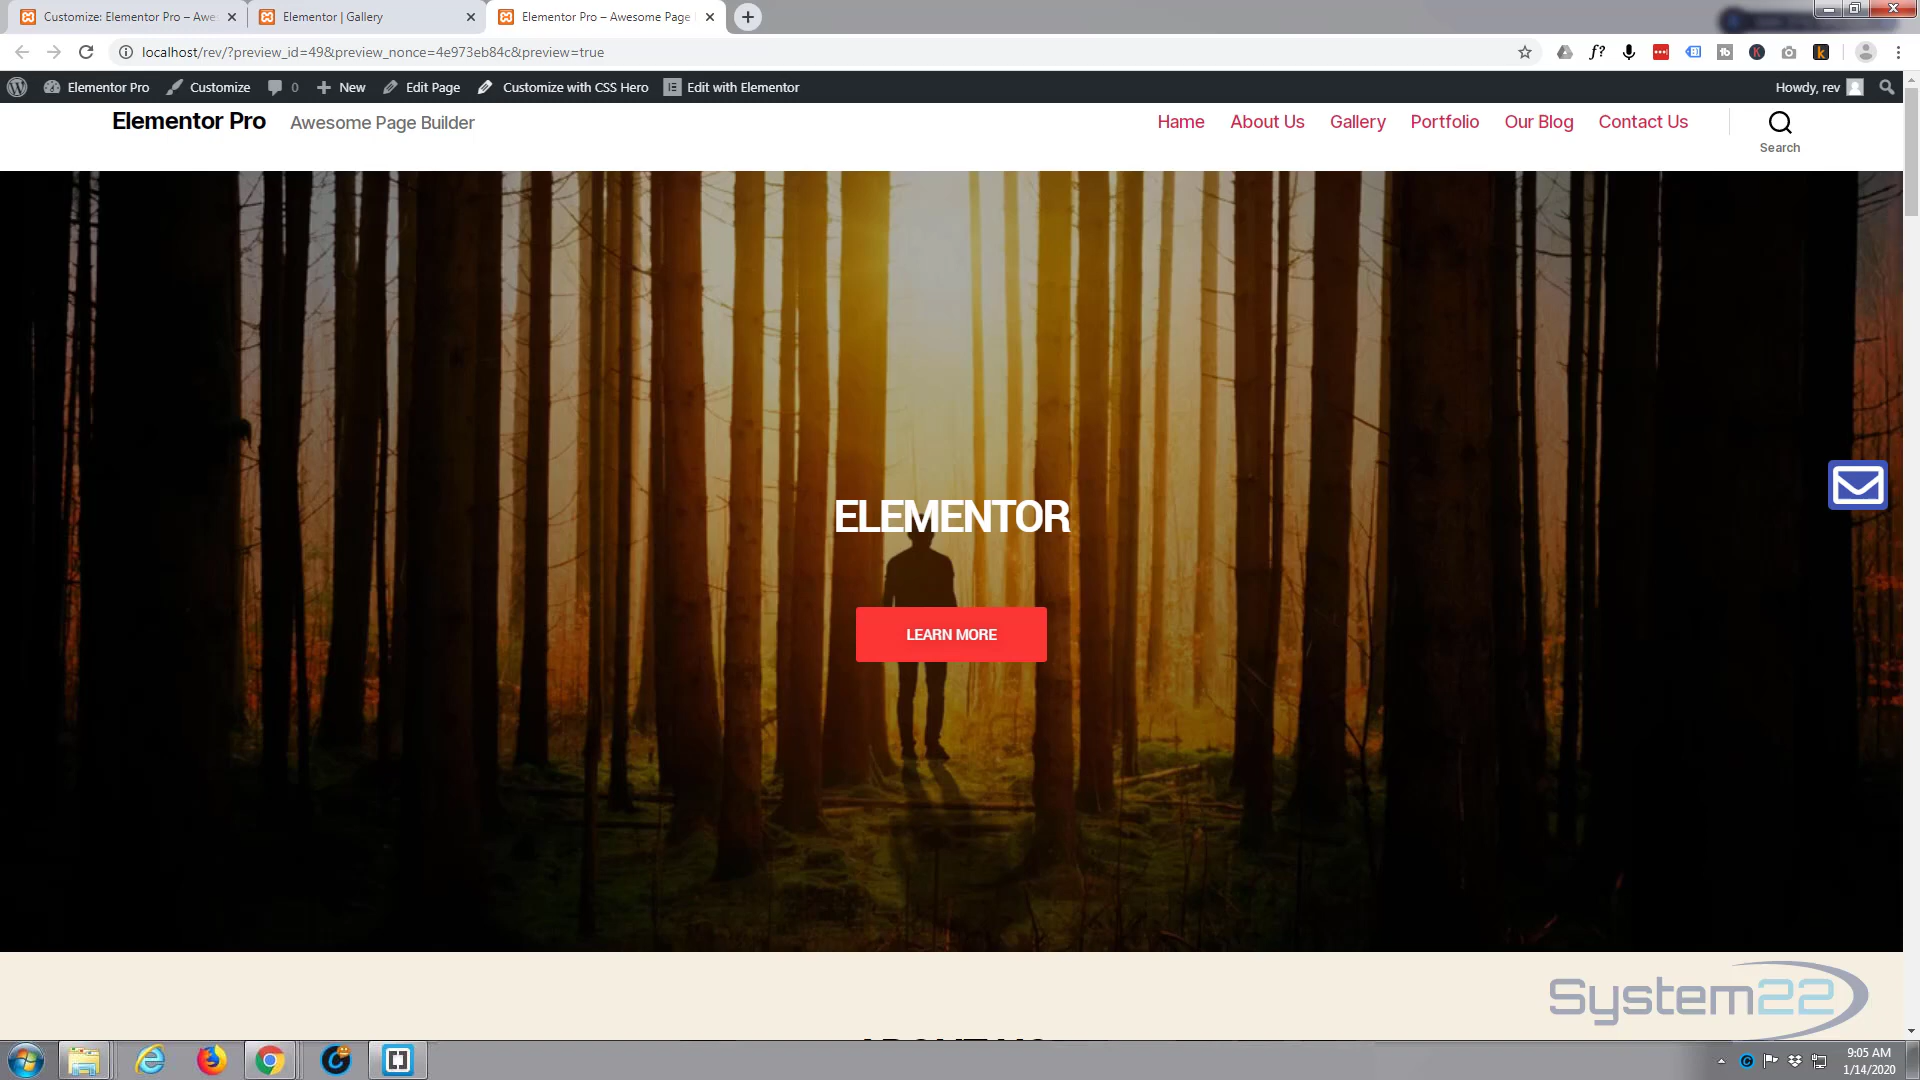 Customize: Elementor Pro – Awe
Elementor | Gallery
Elementor Pro – Awesome Page
localhost/rev/?preview_id=49&preview_nonce=4e973eb84c&preview=true
Elementor Pro
Customize
0
New
Edit Page
Customize with CSS Hero
Edit with Elementor
Howdy, rev
Elementor Pro
Awesome Page Builder
Home
About Us
Gallery
Portfolio
Our Blog
Contact Us
Search
ELEMENTOR
LEARN MORE
System22
9:05 AM
1/14/2020